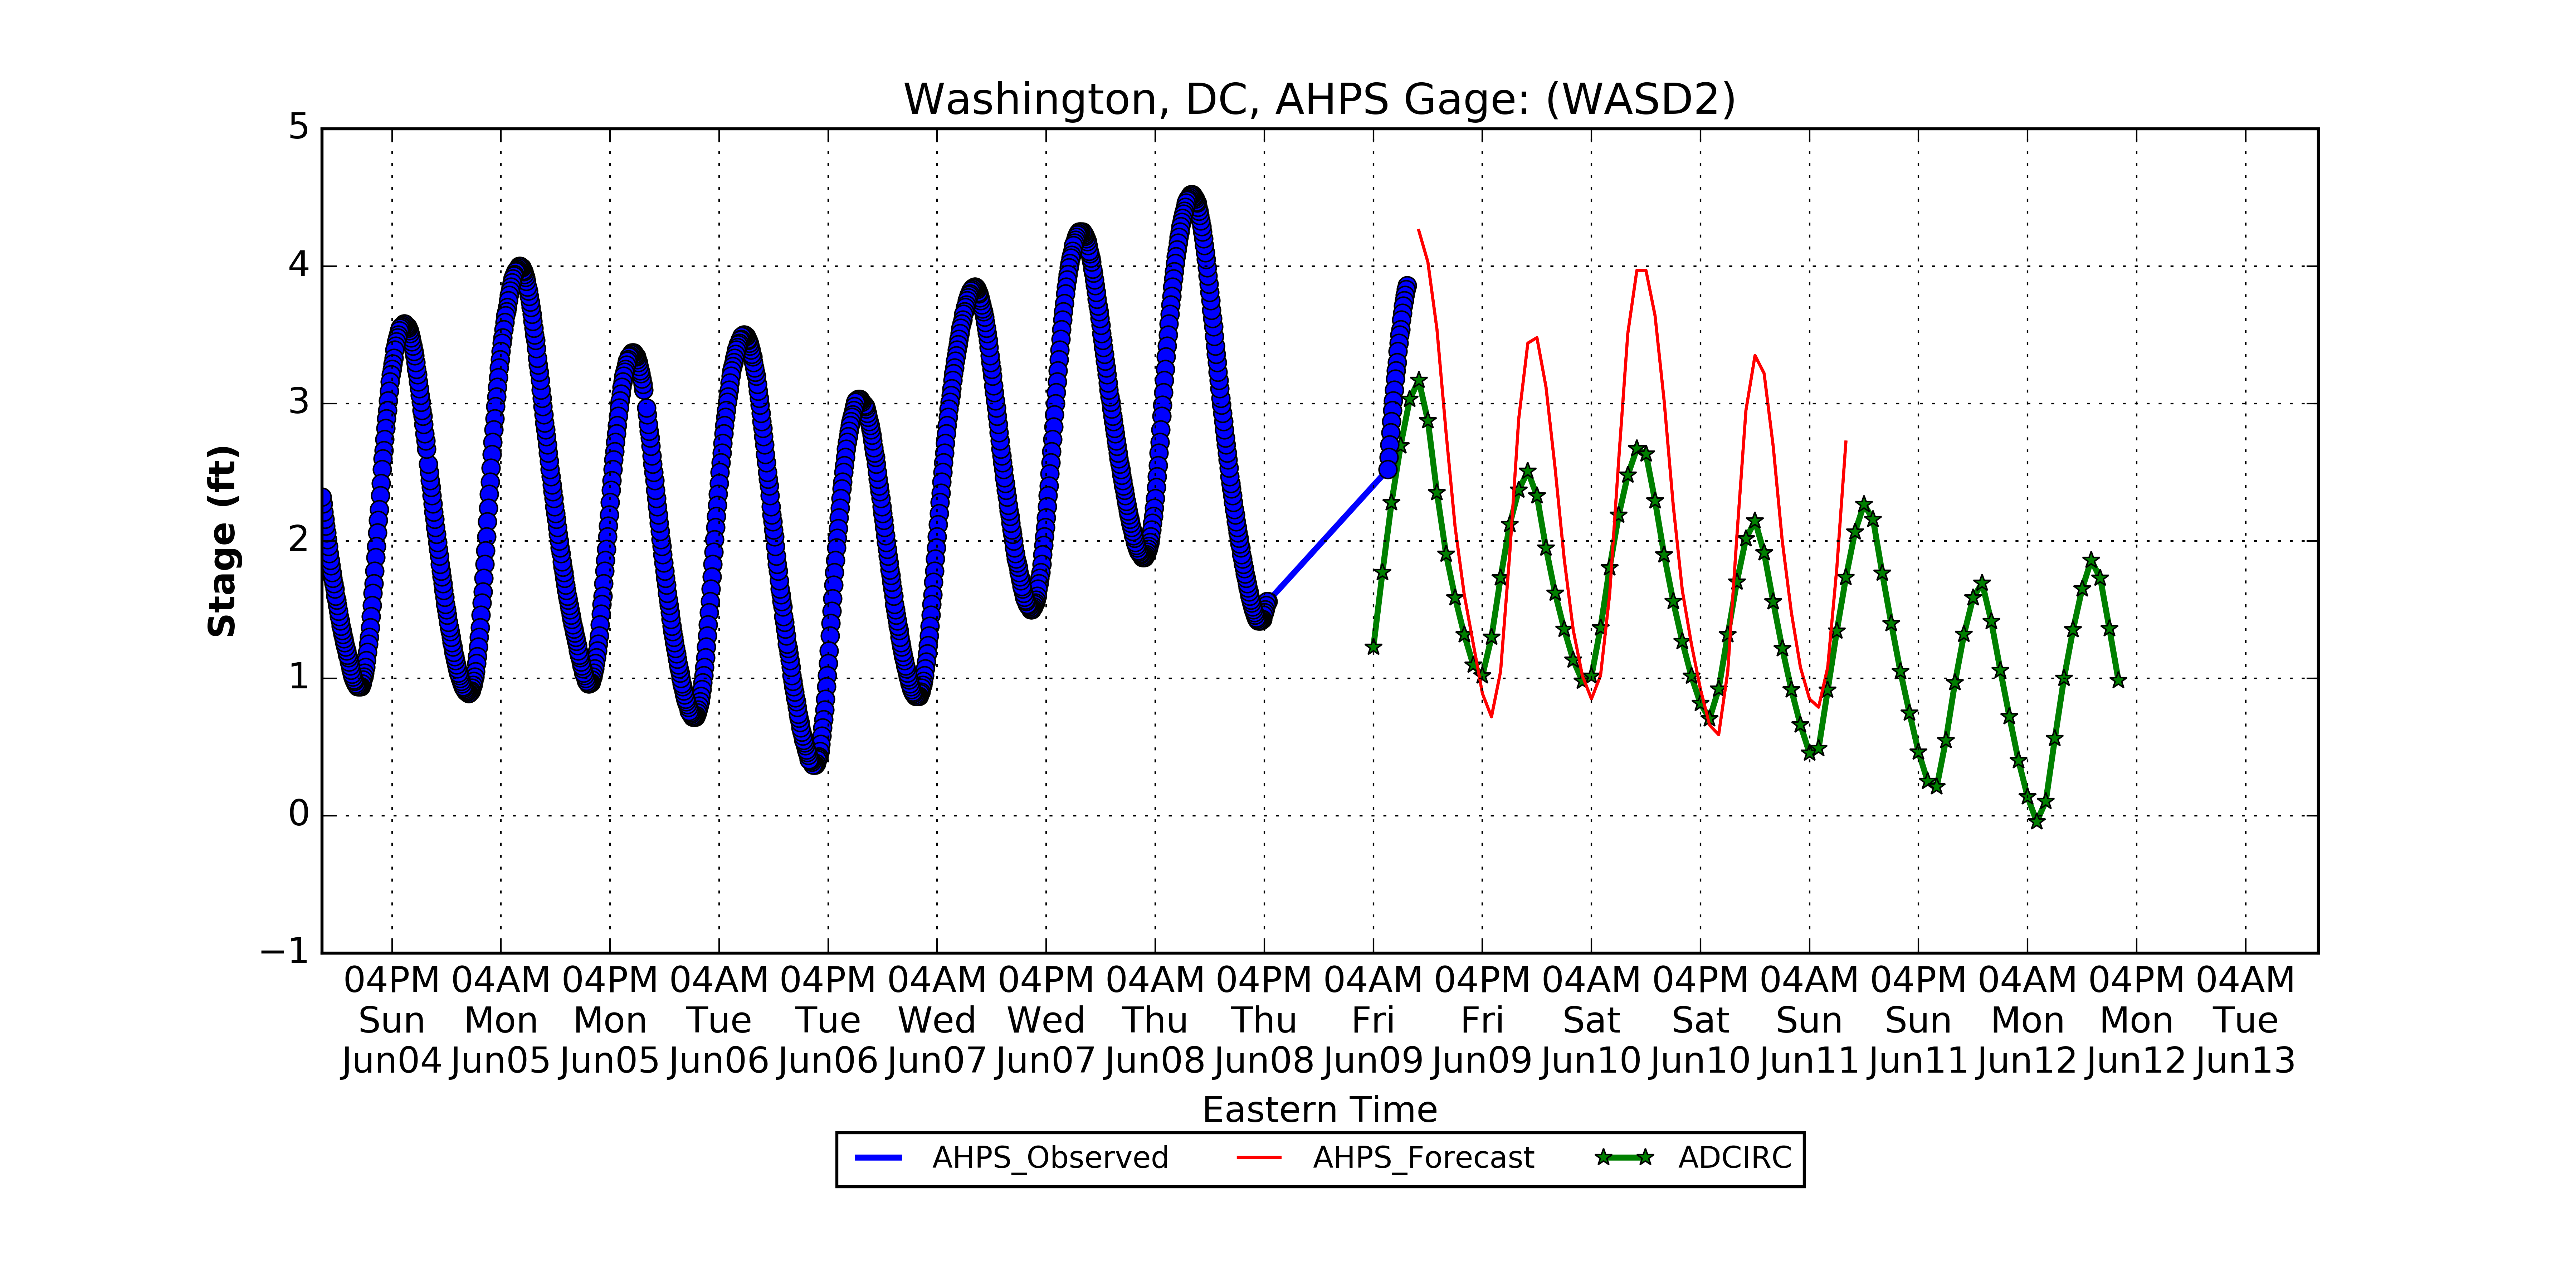 Washington, DC, AHPS Gage: (WASD2)
5
4
3
2
1
0
−1
Stage (ft)
04PM 04AM 04PM 04AM 04PM 04AM 04PM 04AM 04PM 04AM 04PM 04AM 04PM 04AM 04PM 04AM 04PM 04AM
Sun Mon Mon Tue Tue Wed Wed Thu Thu Fri Fri Sat Sat Sun Sun Mon Mon Tue
Jun04 Jun05 Jun05 Jun06 Jun06 Jun07 Jun07 Jun08 Jun08 Jun09 Jun09 Jun10 Jun10 Jun11 Jun11 Jun12 Jun12 Jun13
Eastern Time
AHPS_Observed AHPS_Forecast ADCIRC